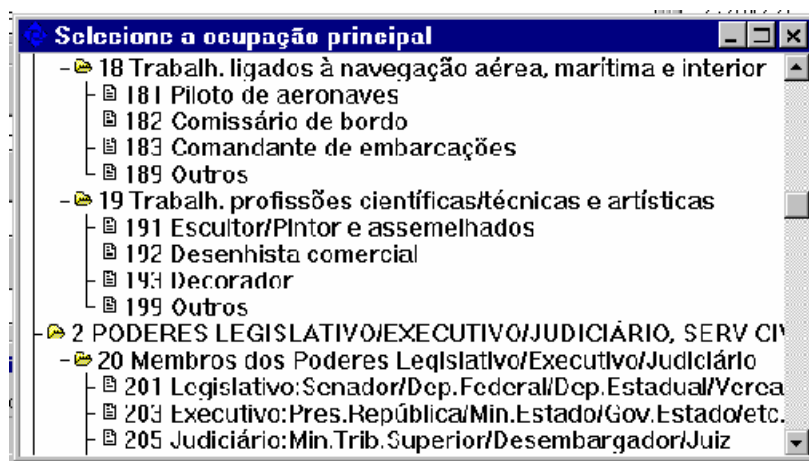 Selecione a ocupação principal
18 Trabalh. ligados à navegação aérea, marítima e interior
181 Piloto de aeronaves
182 Comissário de bordo
183 Comandante de embarcações
189 Outros
19 Trabalh. profissões científicas/técnicas e artísticas
191 Escultor/Pintor e assemelhados
192 Desenhista comercial
193 Decorador
199 Outros
2 PODERES LEGISLATIVO/EXECUTIVO/JUDICIÁRIO, SERV CIV
20 Membros dos Poderes Legislativo/Executivo/Judiciário
201 Legislativo:Senador/Dep.Federal/Dep.Estadual/Verea
203 Executivo:Pres.República/Min.Estado/Gov.Estado/etc.
205 Judiciário:Min.Trib.Superior/Desembargador/Juiz